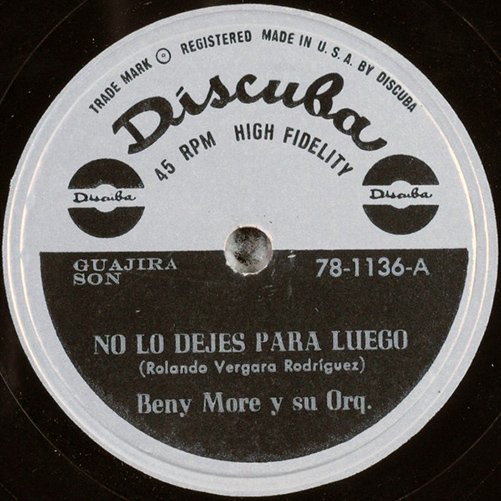 TRADE MARK ® REGISTERED MADE IN U.S.A. BY DISCUBA
Díscuba
45 RPM HIGH FIDELITY
Discuba
Discuba
GUAJIRA
SON
78-1136-A
NO LO DEJES PARA LUEGO
(Rolando Vergara Rodríguez)
Beny More y su Orq.